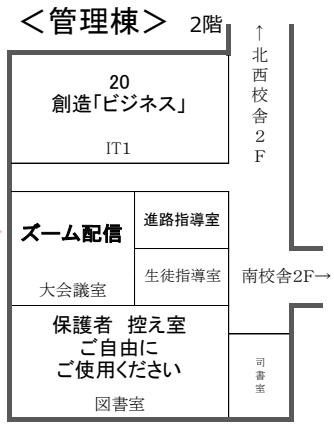 ＜管理棟＞ 2階
↑北西校舎2F
20
創造「ビジネス」
IT1
ズーム配信
大会議室
進路指導室
生徒指導室
南校舎2F→
保護者 控え室
ご自由に
ご使用ください
図書室
司書室